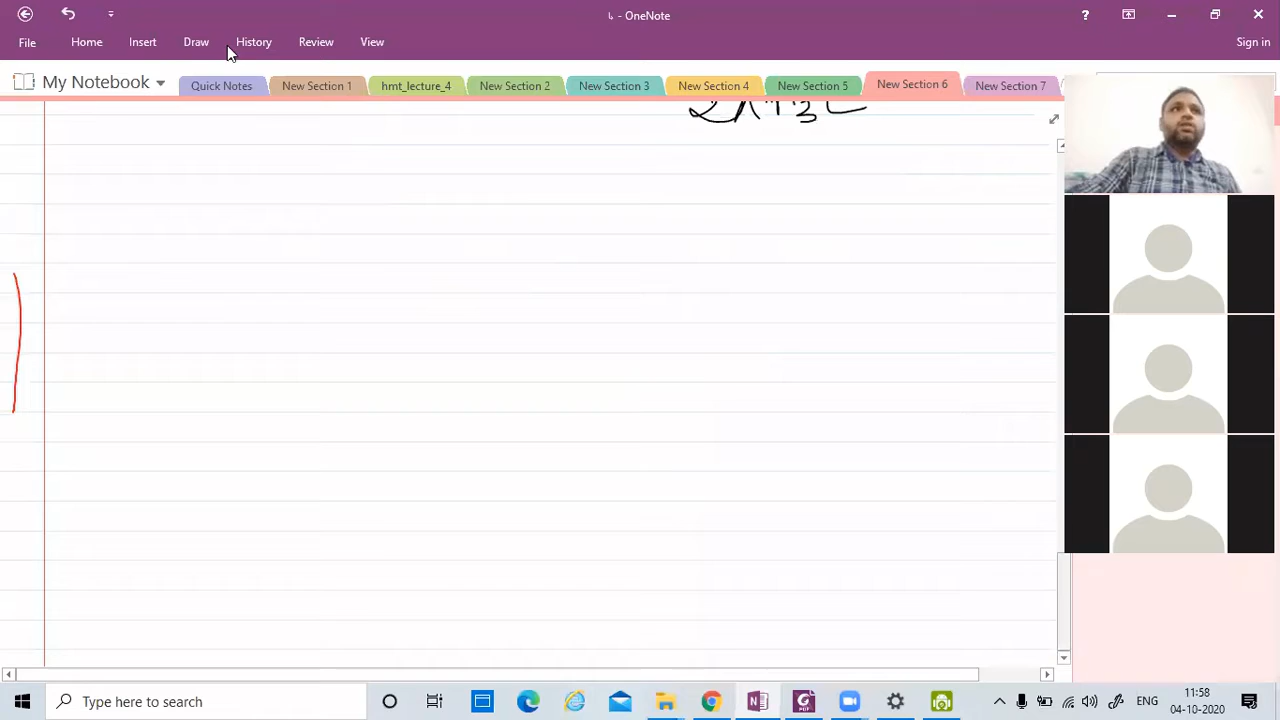 ↳ - OneNote
?
File Home Insert Draw History Review View
Sign in
My Notebook Quick Notes New Section 1 hmt_lecture_4 New Section 2 New Section 3 New Section 4 New Section 5 New Section 6 New Section 7
Type here to search
ENG
1:58
04-10-2020